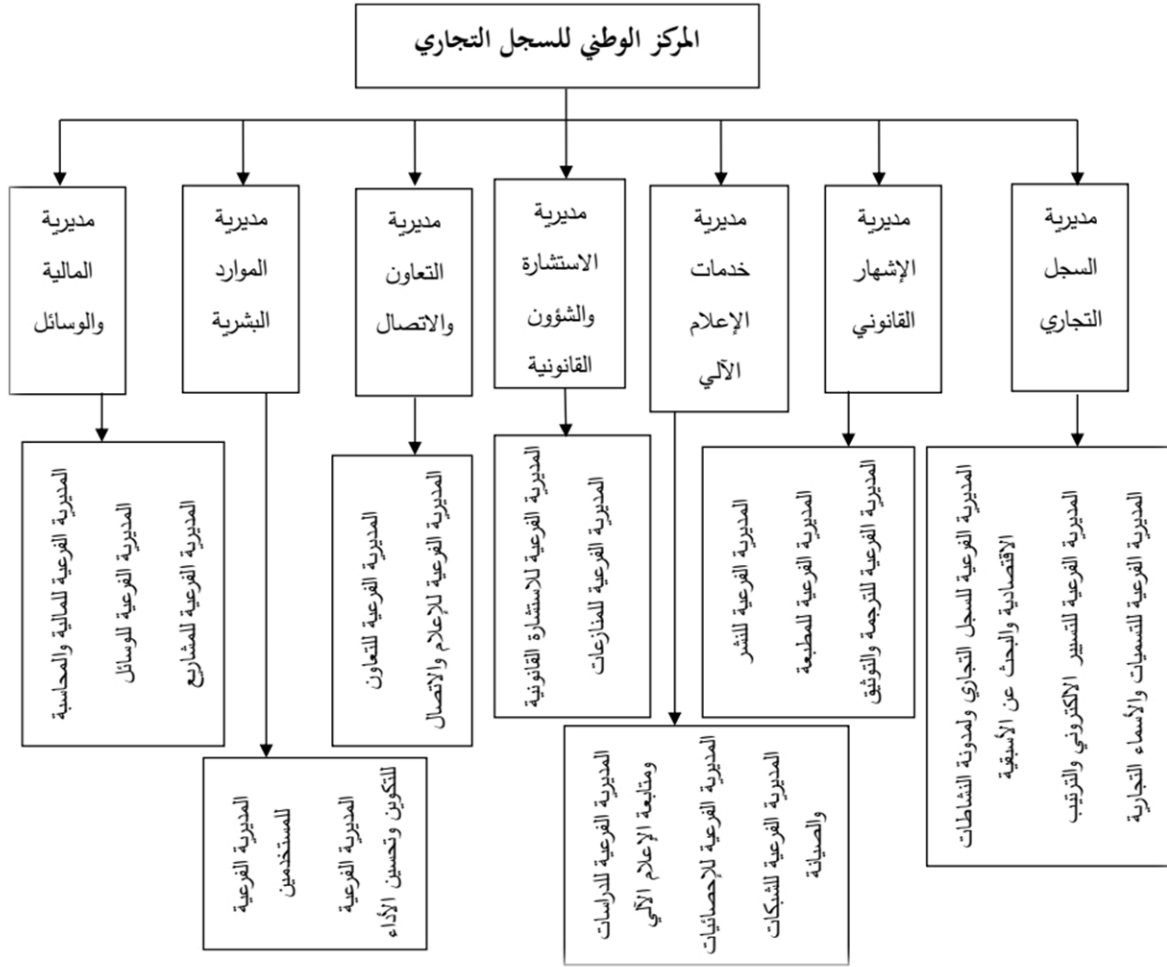 المركز الوطني للسجل التجاري
مديرية
السجل
التجاري
مديرية
الإشهار
القانوني
مديرية
خدمات
الإعلام
الآلي
مديرية
الاستشارة
والشؤون
القانونية
مديرية
التعاون
والاتصال
مديرية
الموارد
البشرية
مديرية
المالية
والوسائل
المديرية الفرعية للسجل التجاري ولمدونة النشاطات
الاقتصادية والبحث عن الأسبقية
المديرية الفرعية للتسيير الالكتروني والترتيب
المديرية الفرعية للتسميات والأسماء التجارية
المديرية الفرعية للنشر
المديرية الفرعية للمطبعة
المديرية الفرعية للترجمة والتوثيق
المديرية الفرعية للدراسات
ومتابعة الإعلام الآلي
المديرية الفرعية للإحصائيات
المديرية الفرعية للشبكات
والصيانة
المديرية الفرعية للاستشارة القانونية
المديرية الفرعية للمنازعات
المديرية الفرعية للتعاون
المديرية الفرعية للإعلام والاتصال
المديرية الفرعية
للمستخدمين
المديرية الفرعية
للتكوين وتحسين الأداء
المديرية الفرعية للمالية والمحاسبة
المديرية الفرعية للوسائل
المديرية الفرعية للمشاريع